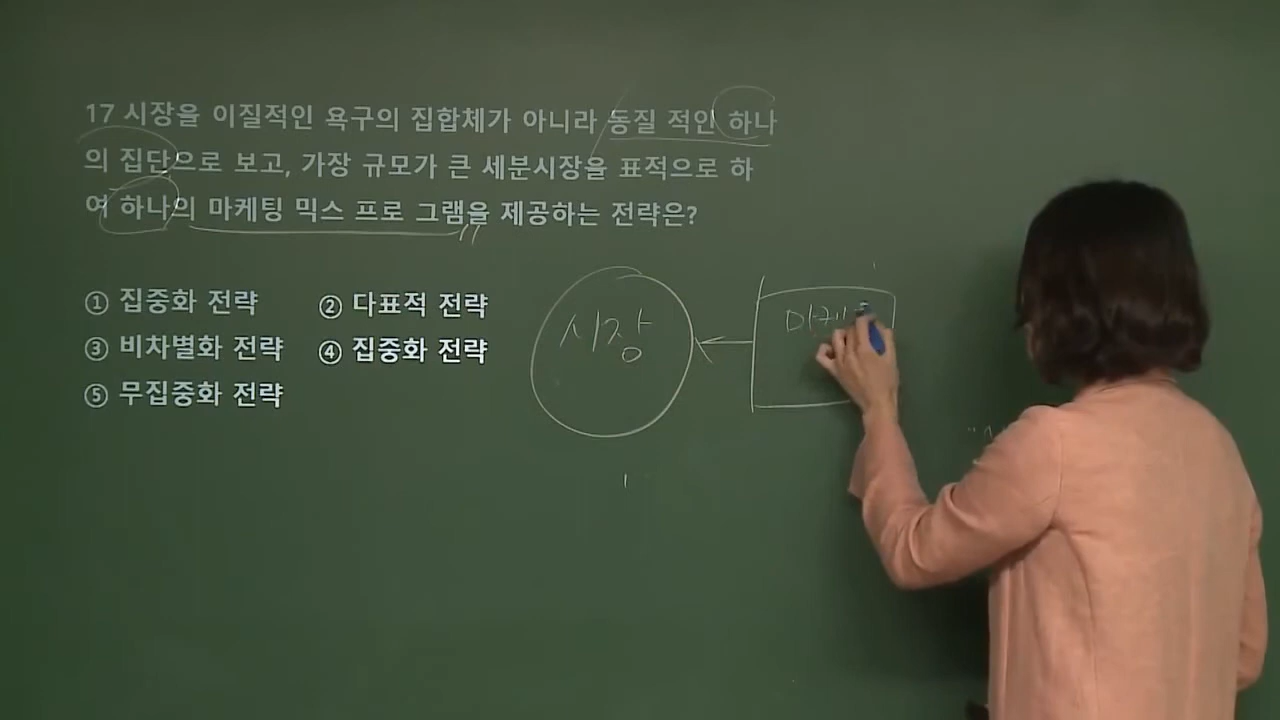 17 시장을 이질적인 욕구의 집합체가 아니라 동질 적인 하나
의 집단으로 보고, 가장 규모가 큰 세분시장을 표적으로 하
여 하나의 마케팅 믹스 프로 그램을 제공하는 전략은?
① 집중화 전략 ② 다표적 전략
③ 비차별화 전략 ④ 집중화 전략
⑤ 무집중화 전략
시장